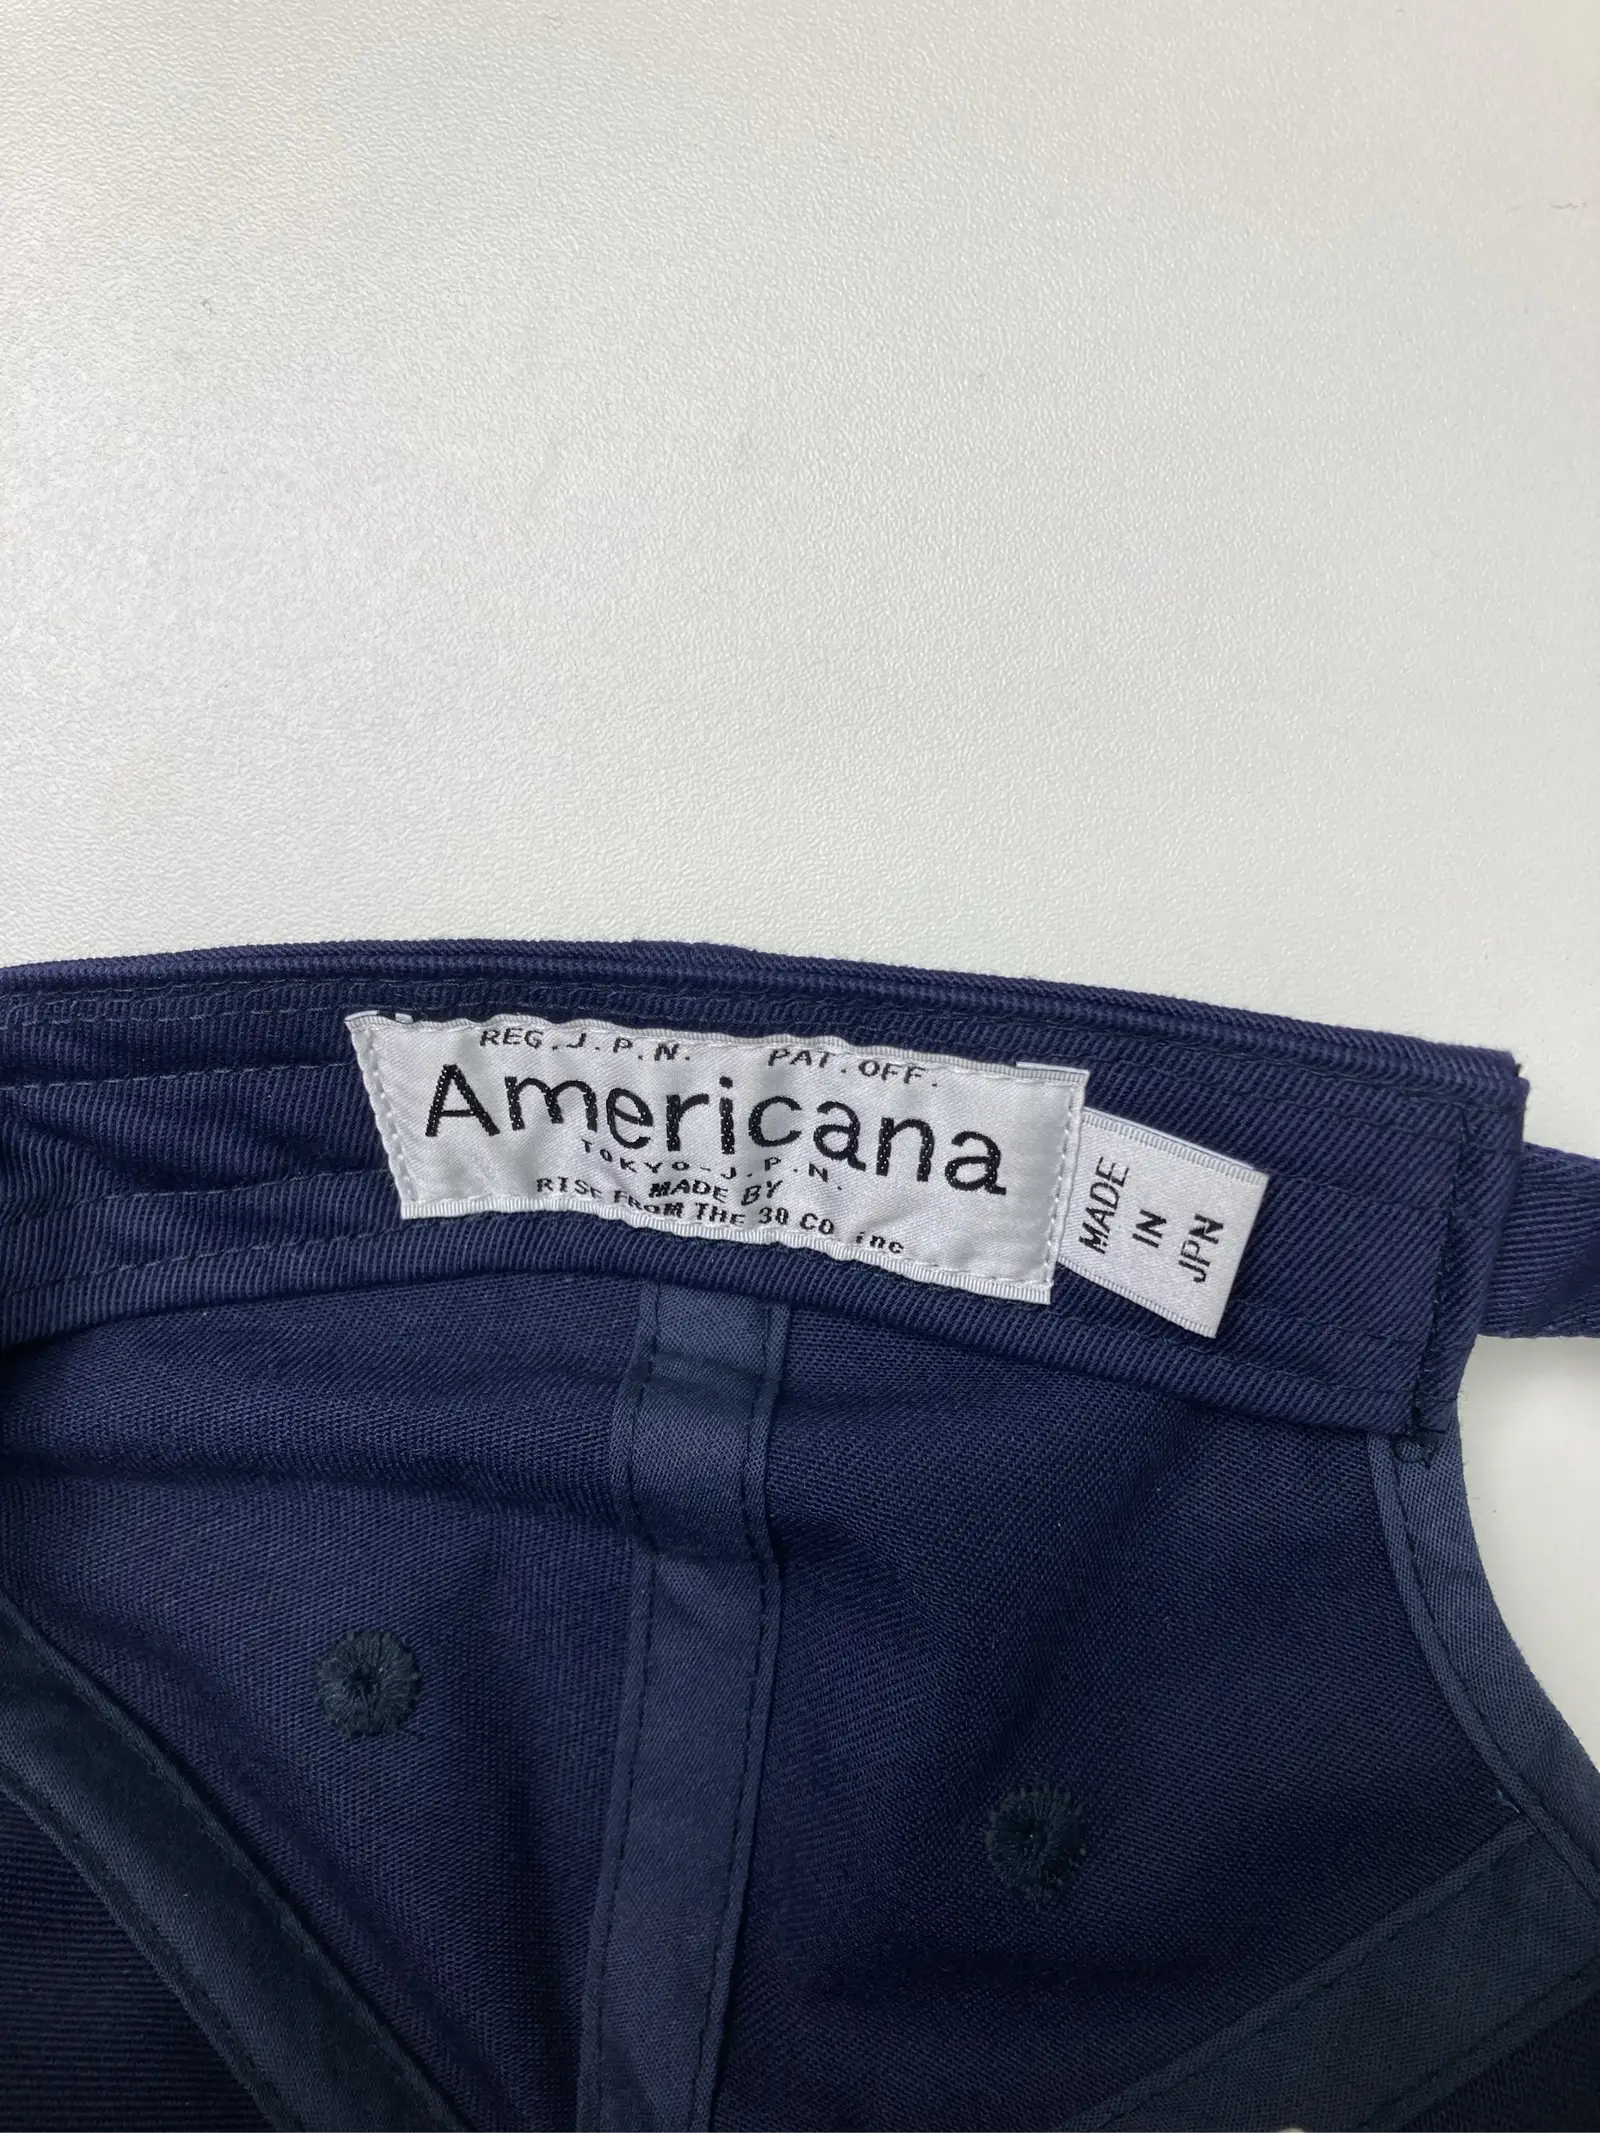 REG.J.P.N. PAT.OFF.
Americana
TOKYO-J.P.N.
MADE BY
RISE FROM THE 30 CO inc
MADE
IN
JPN